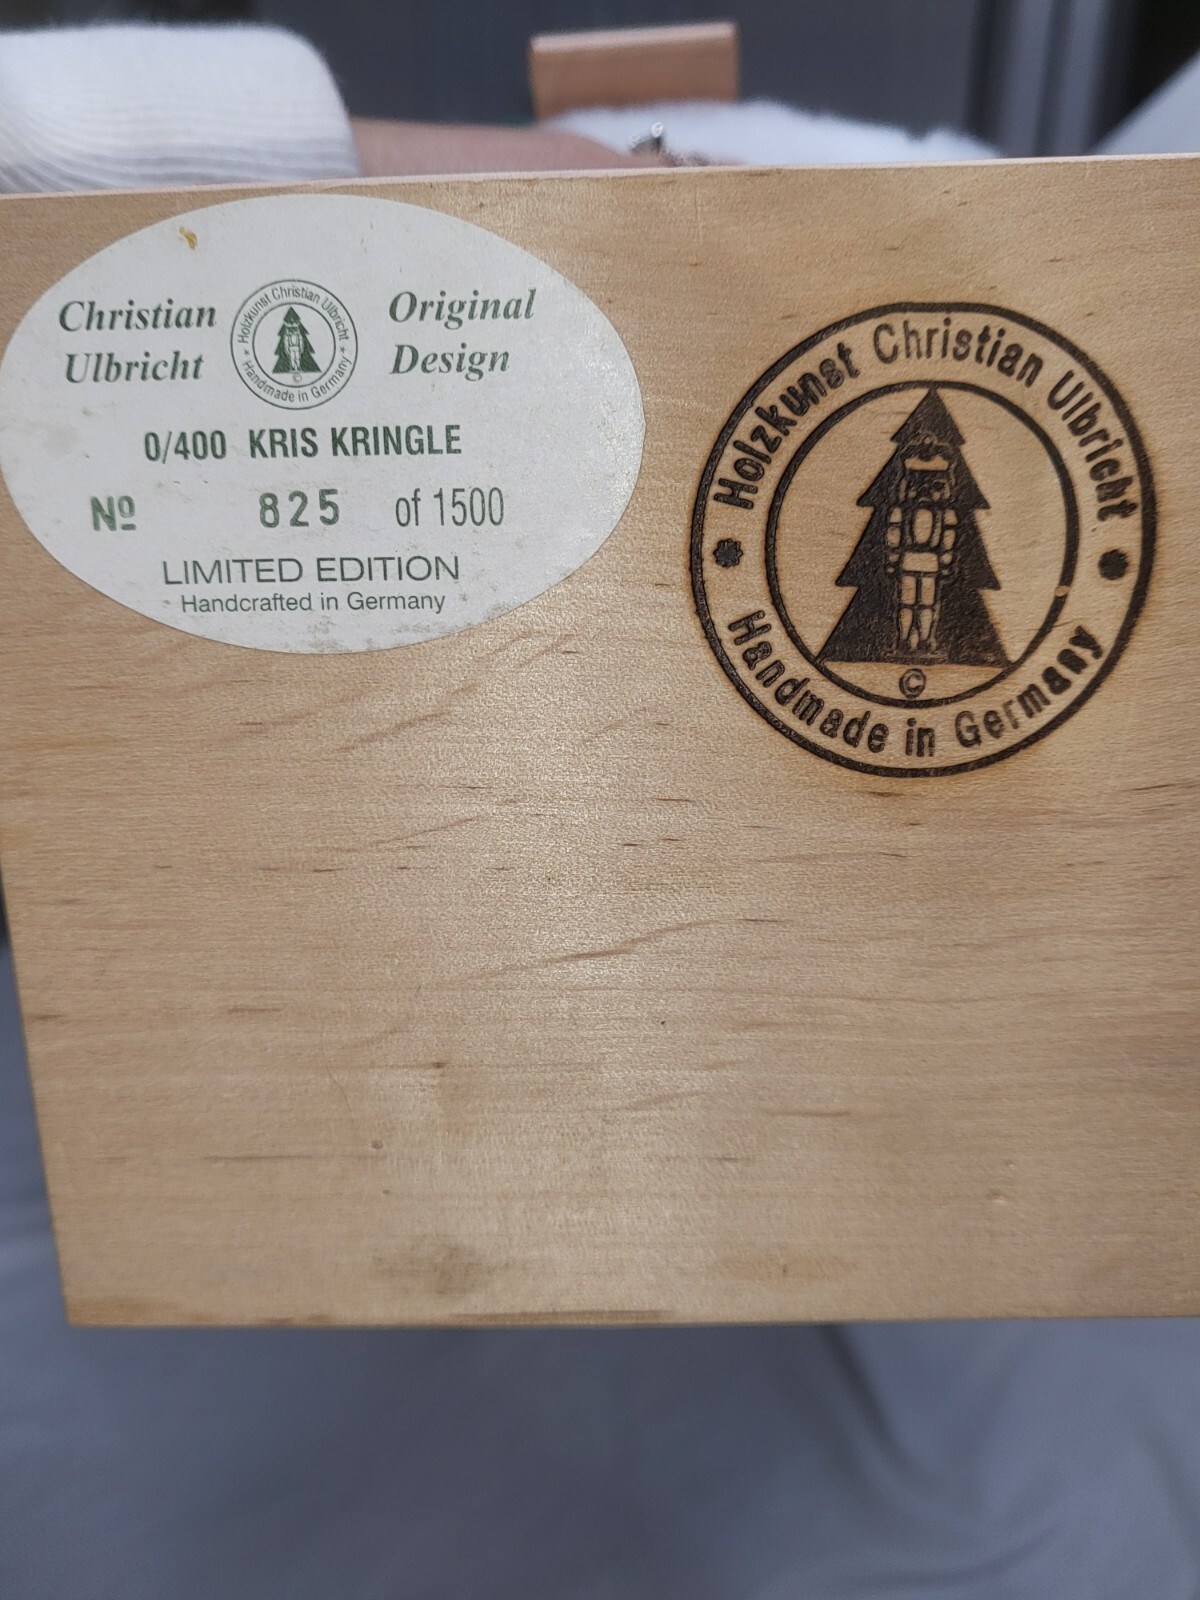 Christian Ulbricht
Holzkunst Christian Ulbricht
Handmade in Germany
©
Original Design
0/400 KRIS KRINGLE
Nº 825 of 1500
LIMITED EDITION
Handcrafted in Germany
Holzkunst Christian Ulbricht
Handmade in Germany
©